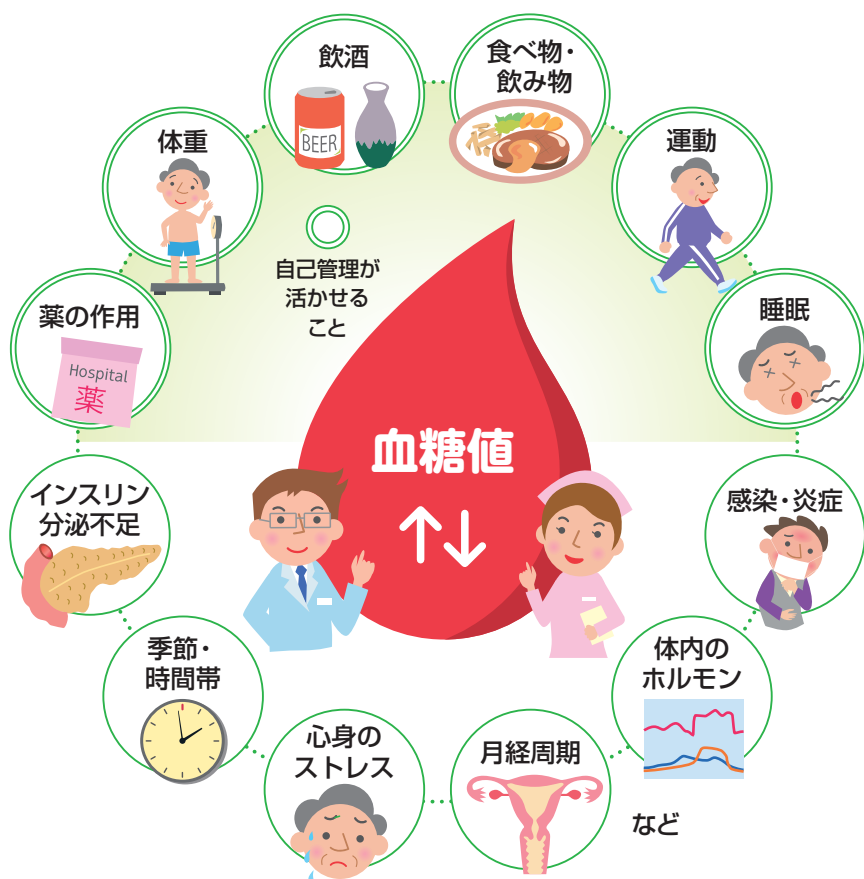 飲酒
BEER
食べ物・
飲み物
体重
運動
自己管理が
活かせる
こと
薬の作用
Hospital
薬
睡眠
血糖値
↑↓
インスリン
分泌不足
感染・炎症
季節・
時間帯
体内の
ホルモン
心身の
ストレス
月経周期
など